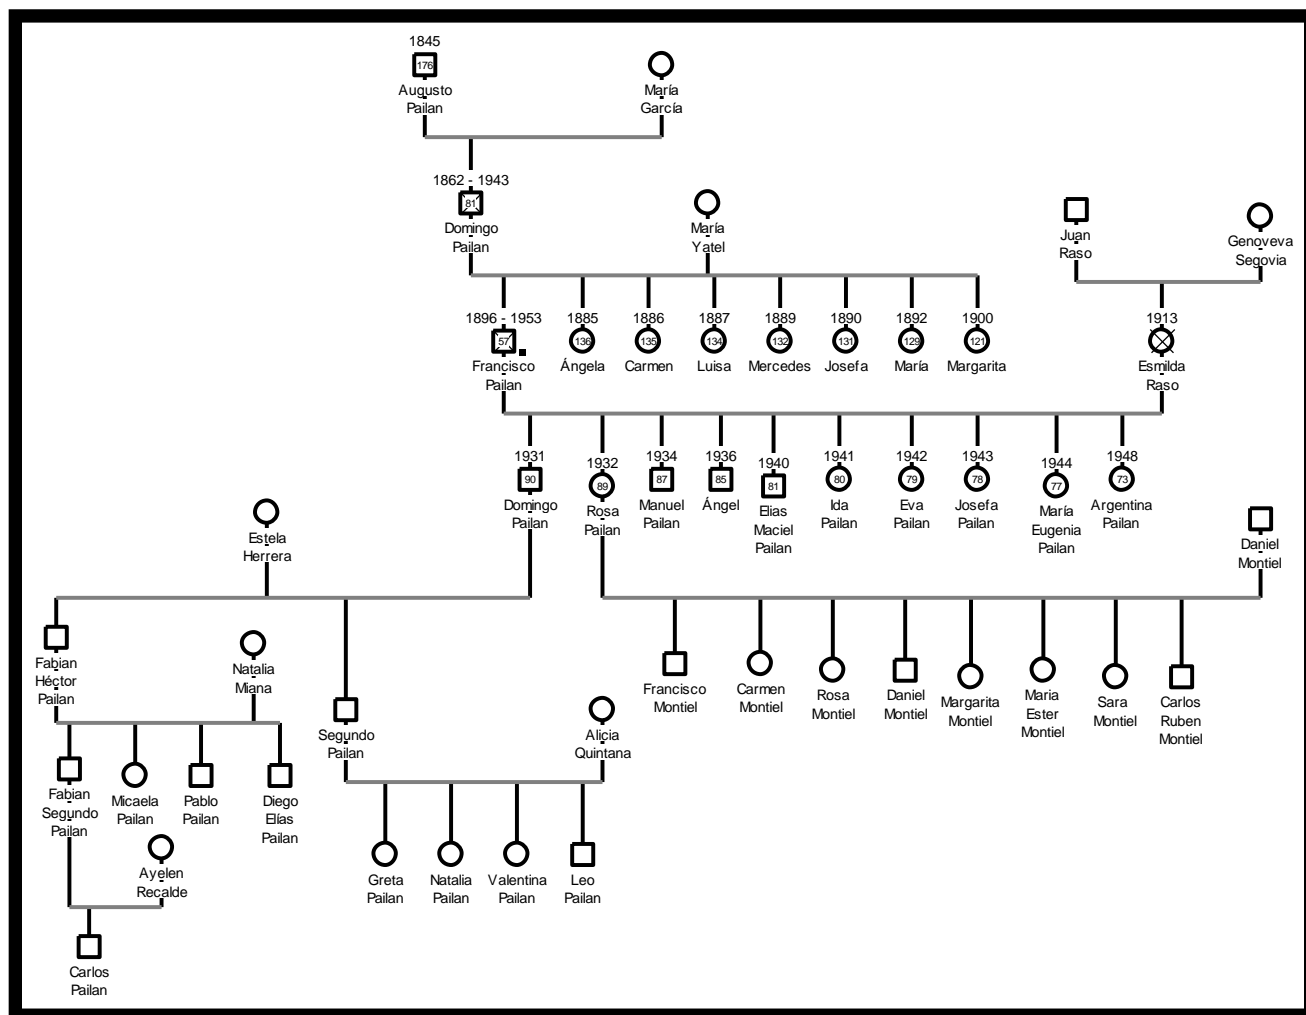 1845
176
Augusto
Pailan
María
García
1862 - 1943
81
Domingo
Pailan
María
Yatel
Juan
Raso
Genoveva
Segovia
1896 - 1953
57
Francisco
Pailan
1885
136
Ángela
1886
135
Carmen
1887
134
Luisa
1889
132
Mercedes
1890
131
Josefa
1892
129
María
1900
121
Margarita
1913
Esmilda
Raso
1931
90
Domingo
Pailan
1932
89
Rosa
Pailan
1934
87
Manuel
Pailan
1936
85
Ángel
1940
81
Elias
Maciel
Pailan
1941
80
Ida
Pailan
1942
79
Eva
Pailan
1943
78
Josefa
Pailan
1944
77
María
Eugenia
Pailan
1948
73
Argentina
Pailan
Estela
Herrera
Daniel
Montiel
Fabian
Héctor
Pailan
Natalia
Miana
Segundo
Pailan
Alicia
Quintana
Francisco
Montiel
Carmen
Montiel
Rosa
Montiel
Daniel
Montiel
Margarita
Montiel
Maria
Ester
Montiel
Sara
Montiel
Carlos
Ruben
Montiel
Fabian
Segundo
Pailan
Micaela
Pailan
Pablo
Pailan
Diego
Elías
Pailan
Ayelen
Recalde
Greta
Pailan
Natalia
Pailan
Valentina
Pailan
Leo
Pailan
Carlos
Pailan